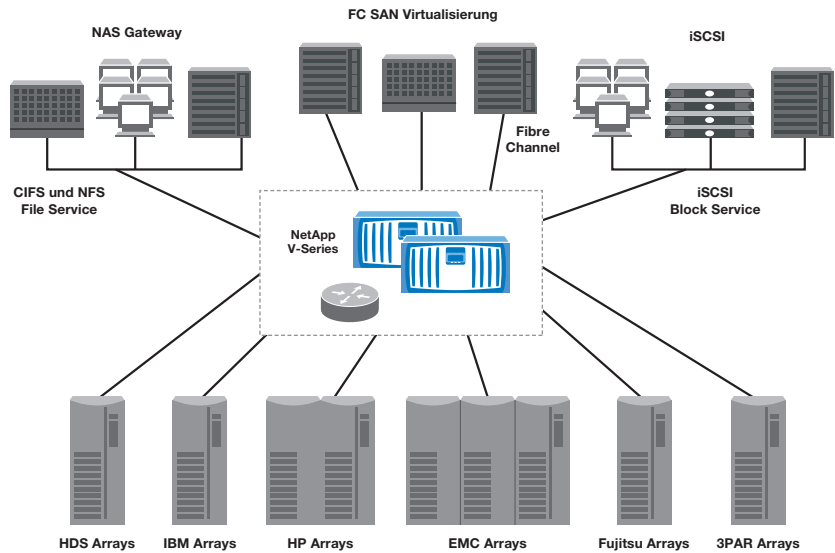 FC SAN Virtualisierung
NAS Gateway
iSCSI
Fibre
Channel
CIFS und NFS
File Service
iSCSI
Block Service
NetApp
V-Series
HDS Arrays
IBM Arrays
HP Arrays
EMC Arrays
Fujitsu Arrays
3PAR Arrays